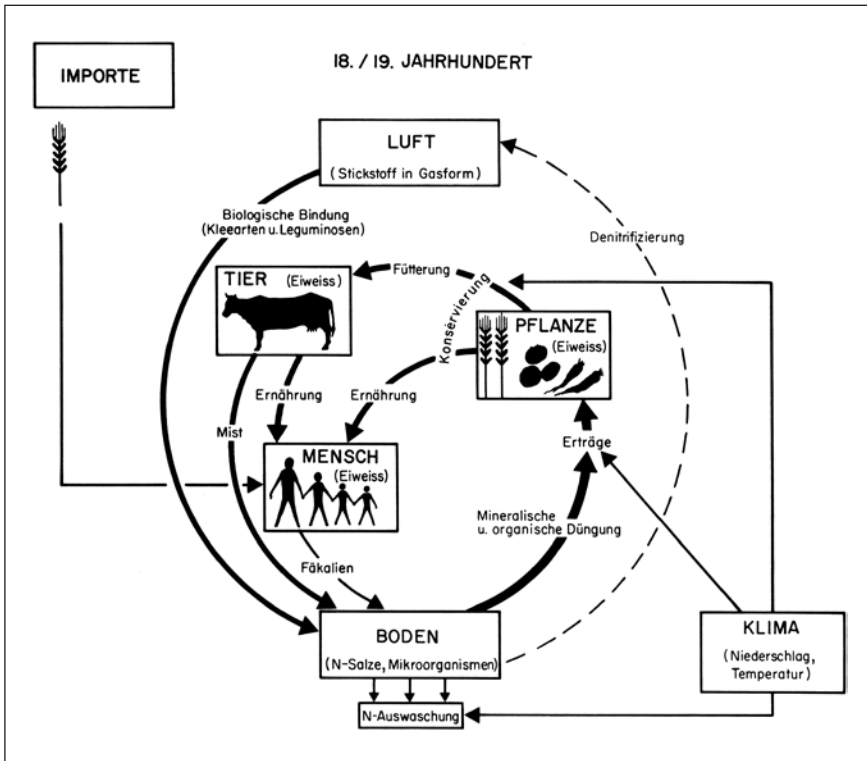 18./19. JAHRHUNDERT
IMPORTE
LUFT
(Stickstoff in Gasform)
Biologische Bindung
(Kleearten u. Leguminosen)
Denitrifizierung
TIER (Eiweiss)
Fütterung
Konservierung
PFLANZE
(Eiweiss)
Ernährung
Ernährung
Mist
Erträge
MENSCH
(Eiweiss)
Mineralische
u. organische Düngung
Fäkalien
BODEN
(N-Salze, Mikroorganismen)
N-Auswaschung
KLIMA
(Niederschlag,
Temperatur)